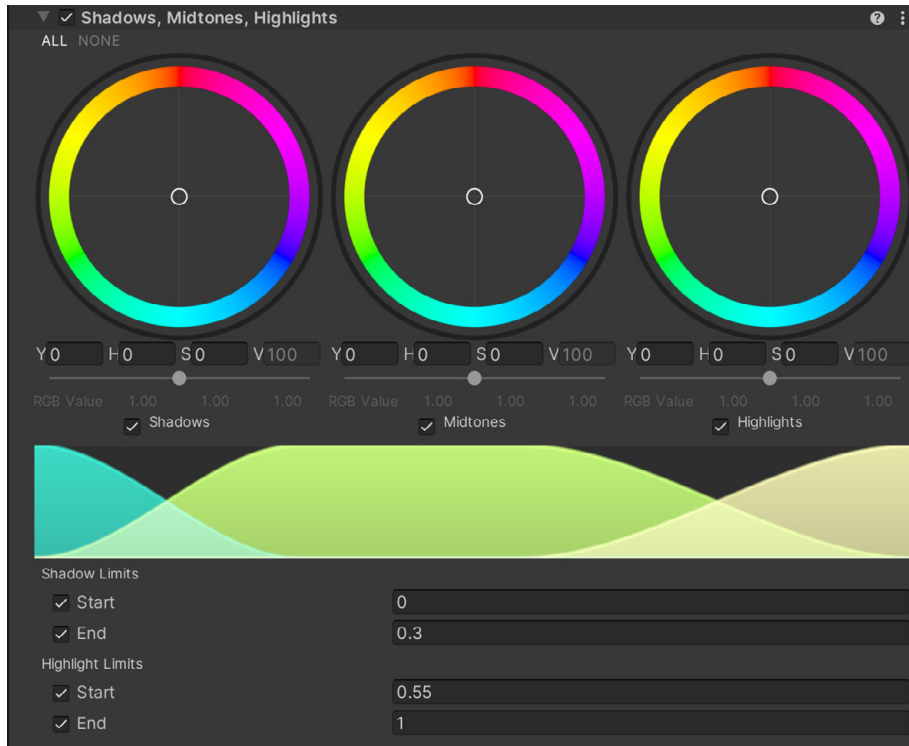 Shadows, Midtones, Highlights
ALL NONE
Y 0 H 0 S 0 V 100 Y 0 H 0 S 0 V 100 Y 0 H 0 S 0 V 100
RGB Value 1.00 1.00 1.00 RGB Value 1.00 1.00 1.00 RGB Value 1.00 1.00 1.00
Shadows Midtones Highlights
Shadow Limits
Start 0
End 0.3
Highlight Limits
Start 0.55
End 1